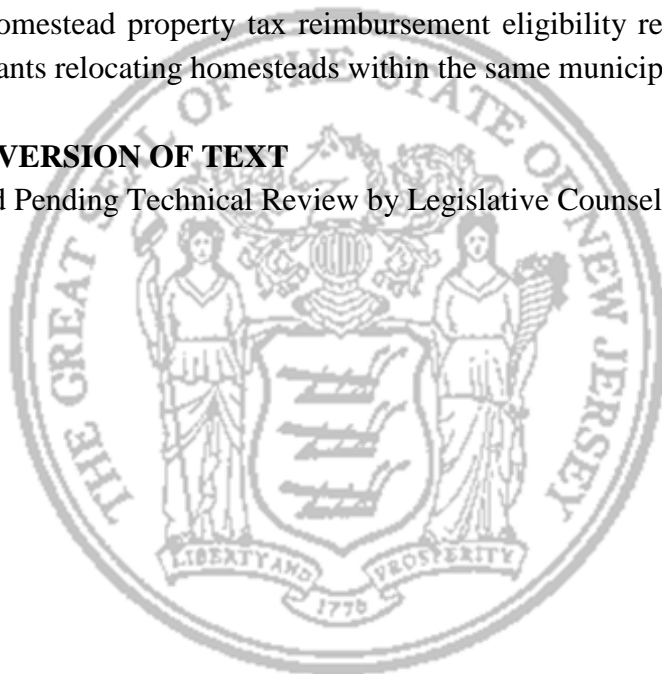 omestead property tax reimbursement eligibility re
ants relocating homesteads within the same municip
VERSION OF TEXT
d Pending Technical Review by Legislative Counsel
THE GREAT SEAL OF THE STATE OF NEW JERSEY
LIBERTY AND PROSPERITY
1776